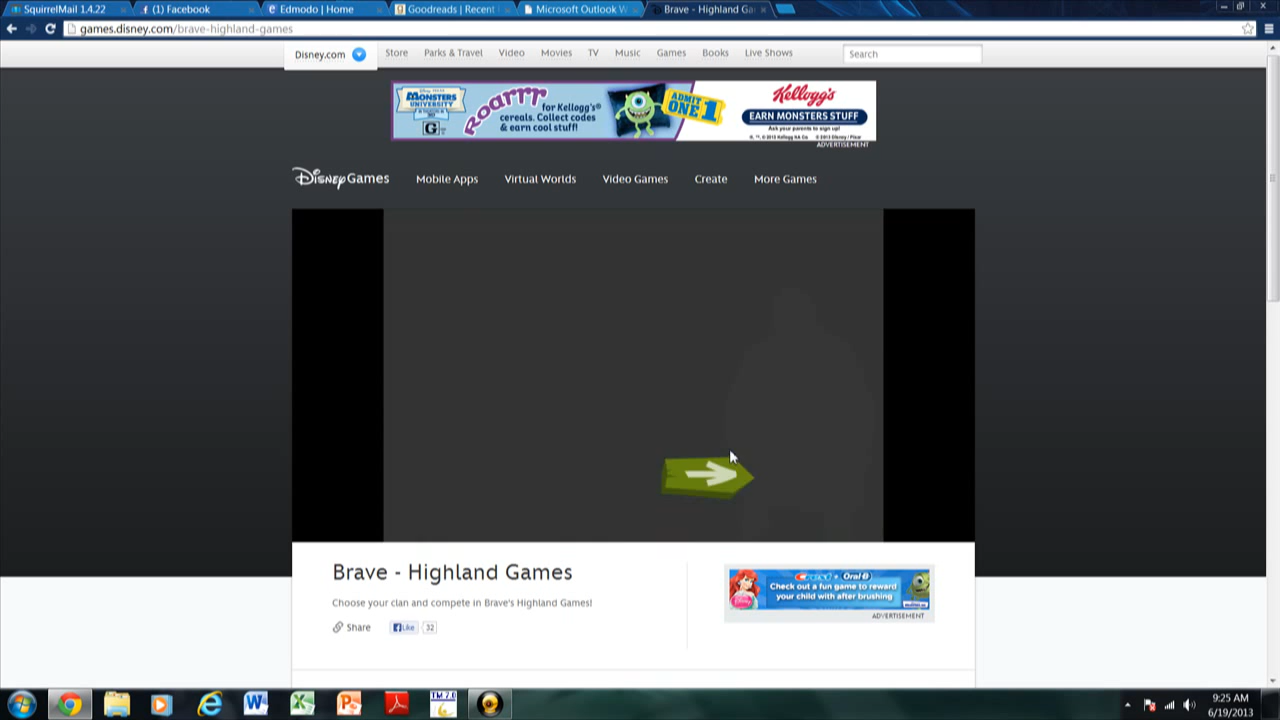 SquirrelMail 1.4.22
(1) Facebook
Edmodo | Home
Goodreads | Recent
Microsoft Outlook W
Brave - Highland Ga
games.disney.com/brave-highland-games
Disney.com
Store
Parks & Travel
Video
Movies
TV
Music
Games
Books
Live Shows
Search
MONSTERS
UNIVERSITY
G
Roarrr
for Kellogg's®
cereals. Collect codes
& earn cool stuff!
ADMIT
ONE 1
Kellogg's
EARN MONSTERS STUFF
Ask your parents to sign up!
ADVERTISEMENT
Disney Games
Mobile Apps
Virtual Worlds
Video Games
Create
More Games
Brave - Highland Games
Choose your clan and compete in Brave's Highland Games!
Share
Like
32
Oral B
Check out a fun game to reward
your child with after brushing
ADVERTISEMENT
TM 7.0
9:25 AM
6/19/2013